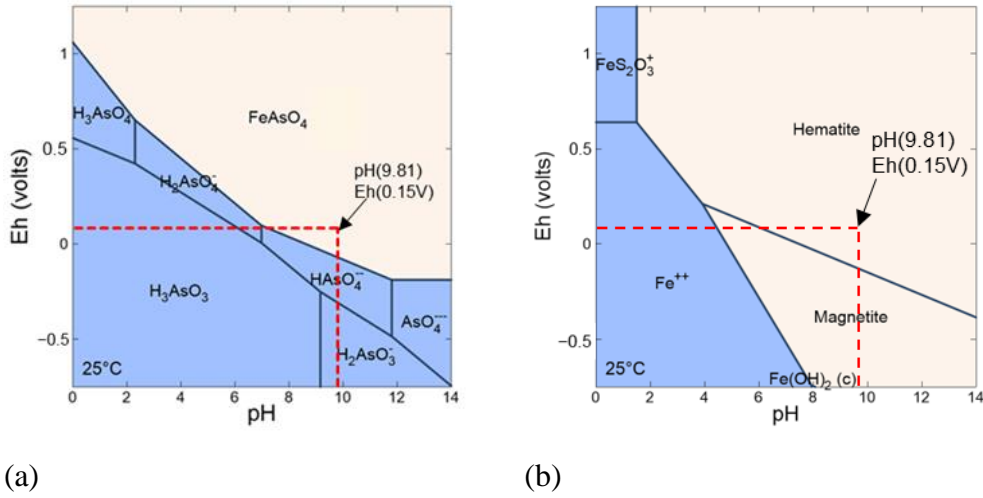 1
0.5
0
−0.5
Eh (volts)
H₃AsO₄
FeAsO₄
H₂AsO₄⁻
pH(9.81)
Eh(0.15V)
H₃AsO₃
HAsO₄⁻⁻
AsO₄⁻⁻⁻
H₂AsO₃⁻
25°C
0 2 4 6 8 10 12 14
pH
(a)
1
0.5
0
−0.5
Eh (volts)
FeS₂O₃⁺
Hematite
pH(9.81)
Eh(0.15V)
Fe⁺⁺
Magnetite
Fe(OH)₂ (c)
25°C
0 2 4 6 8 10 12 14
pH
(b)